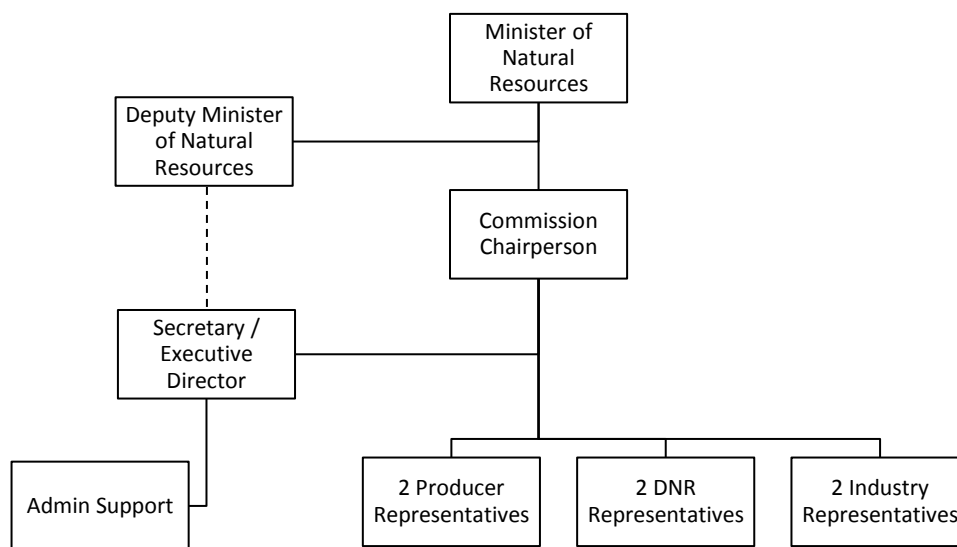 Minister of
Natural
Resources
Deputy Minister
of Natural
Resources
Commission
Chairperson
Secretary /
Executive
Director
Admin Support
2 Producer
Representatives
2 DNR
Representatives
2 Industry
Representatives